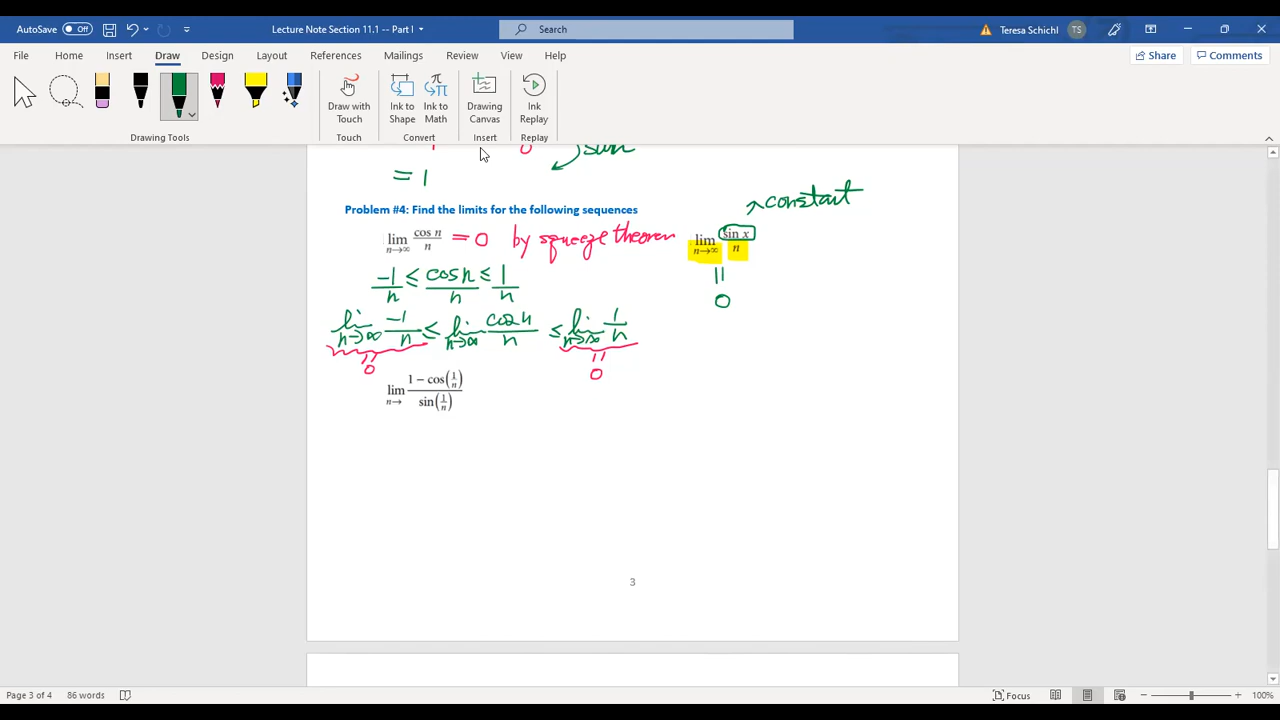 AutoSave Off Lecture Note Section 11.1 -- Part I Search Teresa Schichl TS
File Home Insert Draw Design Layout References Mailings Review View Help Share Comments
Draw with Touch Ink to Shape Ink to Math Drawing Canvas Ink Replay
Drawing Tools Touch Convert Insert Replay
= 1
constant
Problem #4: Find the limits for the following sequences
lim n→∞ cos n / n = 0 by squeeze theorem lim n→∞ sin x / n
-1/n ≤ cos n / n ≤ 1/n = 0
lim n→∞ -1/n ≤ lim n→∞ cos n / n ≤ lim n→∞ 1/n
= 0 = 0
lim n→ 1 − cos(1/n) / sin(1/n)
3
Page 3 of 4 86 words Focus 100%